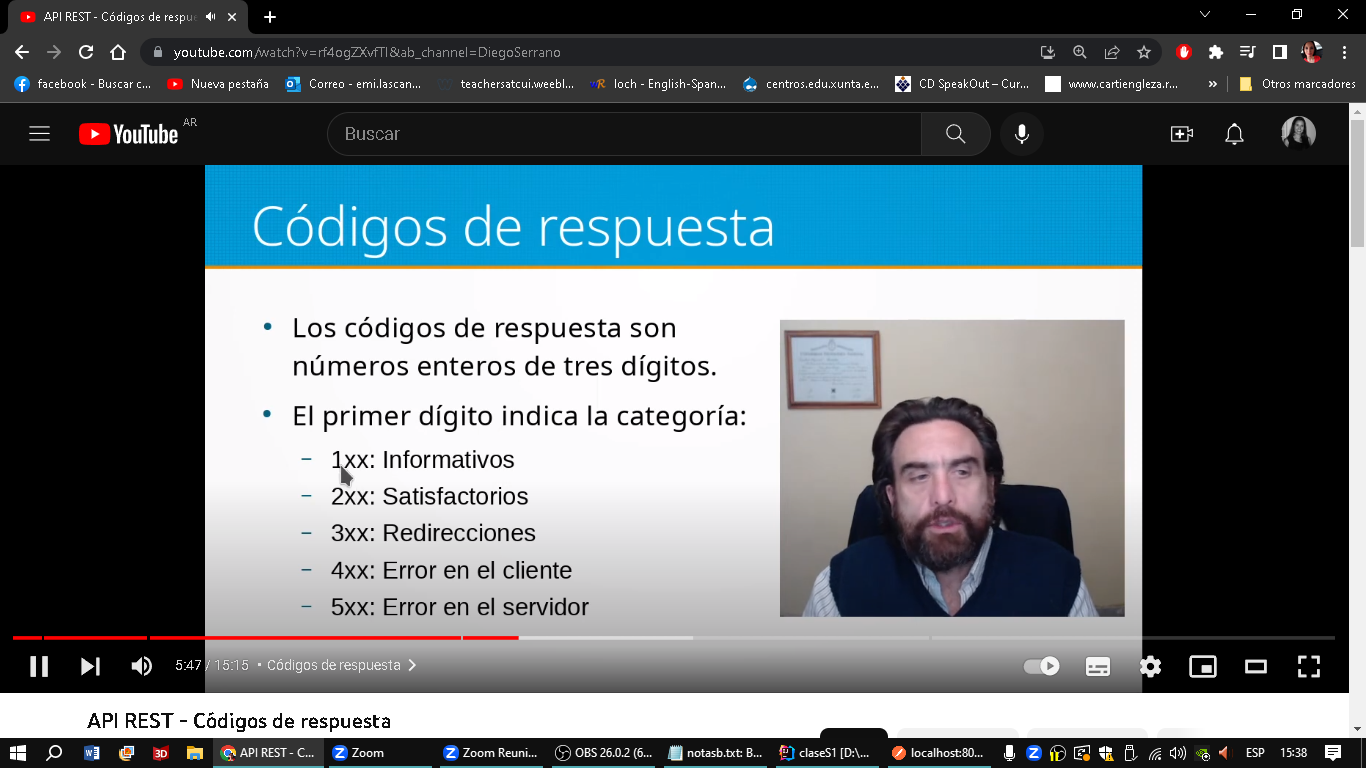 API REST - Códigos de respue
youtube.com/watch?v=rf4ogZXvfTI&ab_channel=DiegoSerrano
facebook - Buscar c...
Nueva pestaña
Correo - emi.lascan...
teachersatcui.weebl...
loch - English-Span...
centros.edu.xunta.e...
CD SpeakOut – Cur...
www.cartiengleza.r...
»
Otros marcadores
YouTube AR
Buscar
Códigos de respuesta
• Los códigos de respuesta son
números enteros de tres dígitos.
• El primer dígito indica la categoría:
– 1xx: Informativos
– 2xx: Satisfactorios
– 3xx: Redirecciones
– 4xx: Error en el cliente
– 5xx: Error en el servidor
5:47 / 15:15 • Códigos de respuesta
API REST - Códigos de respuesta
API REST - C...
Zoom
Zoom Reuni...
OBS 26.0.2 (6...
notasb.txt: B...
claseS1 [D:\...
localhost:80...
ESP
15:38